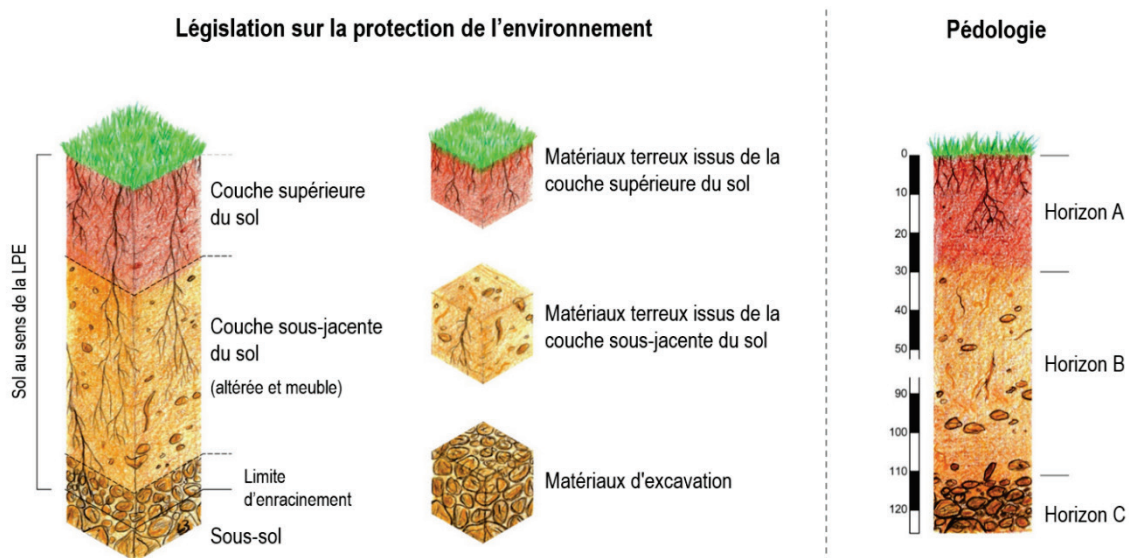 Législation sur la protection de l'environnement
Sol au sens de la LPE
Couche supérieure
du sol
Couche sous-jacente
du sol
(altérée et meuble)
Limite
d'enracinement
Sous-sol
Matériaux terreux issus de la
couche supérieure du sol
Matériaux terreux issus de la
couche sous-jacente du sol
Matériaux d'excavation
Pédologie
0
10
20
30
40
50
90
100
110
120
Horizon A
Horizon B
Horizon C